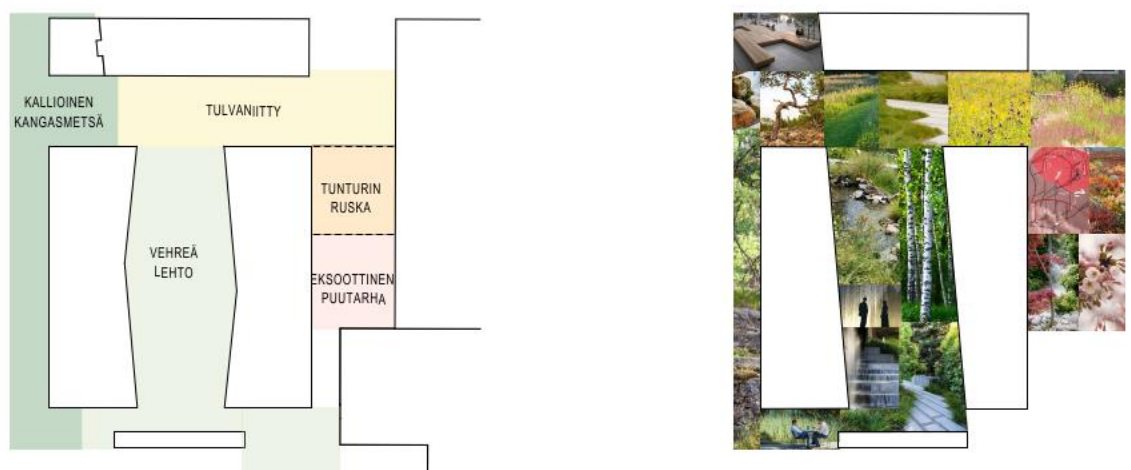 KALLIOINEN
KANGASMETSÄ
TULVANIITTY
TUNTURIN
RUSKA
VEHREÄ
LEHTO
EKSOOTTINEN
PUUTARHA